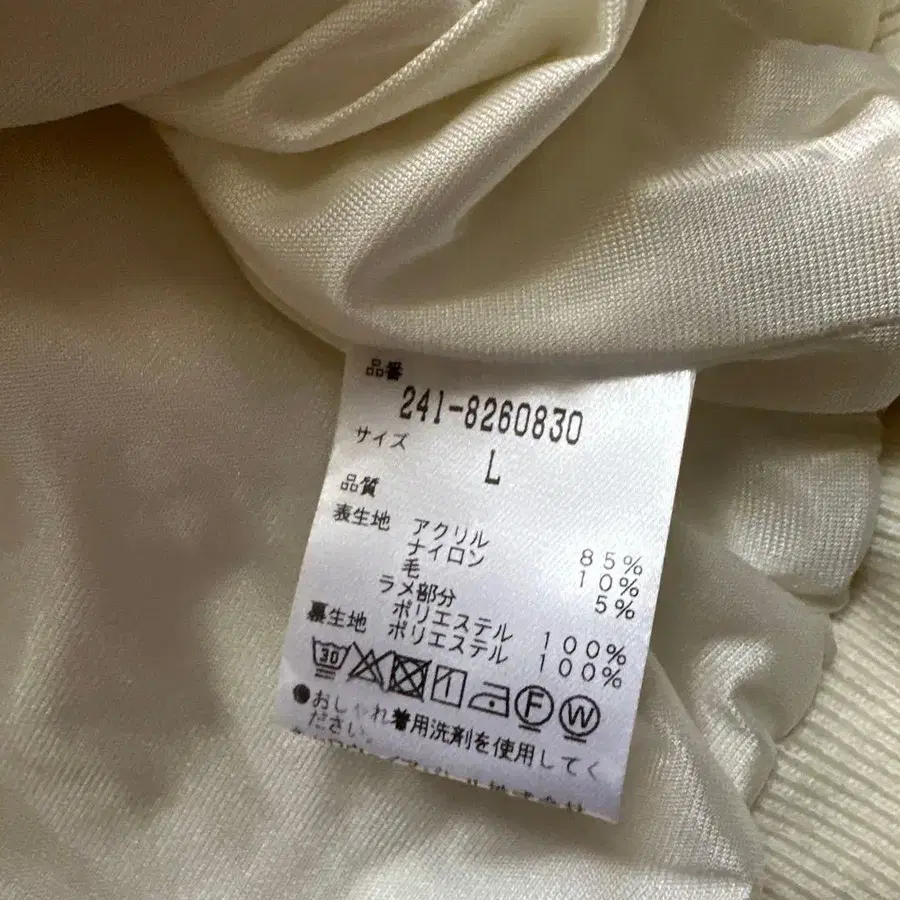 品番
241-8260830
サイズ
L
品質
表生地 アクリル 85%
ナイロン 10%
毛 5%
ラメ部分
ポリエステル 100%
裏生地 ポリエステル 100%
30
F
W
●おしゃれ着用洗剤を使用してく
ださい。